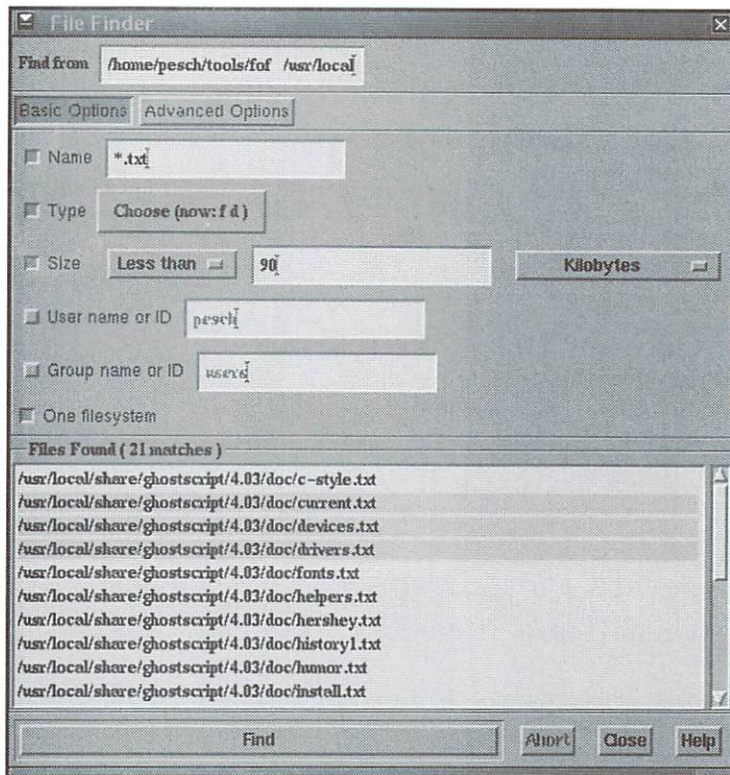 File Finder
Find from /home/pesch/tools/fof /usr/local
Basic Options Advanced Options
Name *.txt
Type Choose (now: f d )
Size Less than 90 Kilobytes
User name or ID pesch
Group name or ID users
One filesystem
Files Found ( 21 matches )
/usr/local/share/ghostscript/4.03/doc/c-style.txt
/usr/local/share/ghostscript/4.03/doc/current.txt
/usr/local/share/ghostscript/4.03/doc/devices.txt
/usr/local/share/ghostscript/4.03/doc/drivers.txt
/usr/local/share/ghostscript/4.03/doc/fonts.txt
/usr/local/share/ghostscript/4.03/doc/helpers.txt
/usr/local/share/ghostscript/4.03/doc/hershey.txt
/usr/local/share/ghostscript/4.03/doc/history1.txt
/usr/local/share/ghostscript/4.03/doc/humor.txt
/usr/local/share/ghostscript/4.03/doc/install.txt
Find Abort Close Help